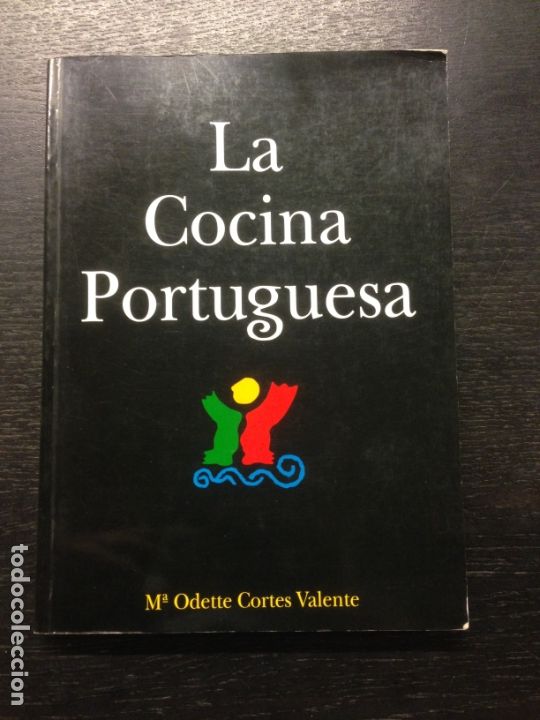 La
Cocina
Portuguesa
Mª Odette Cortes Valente
todocoleccion